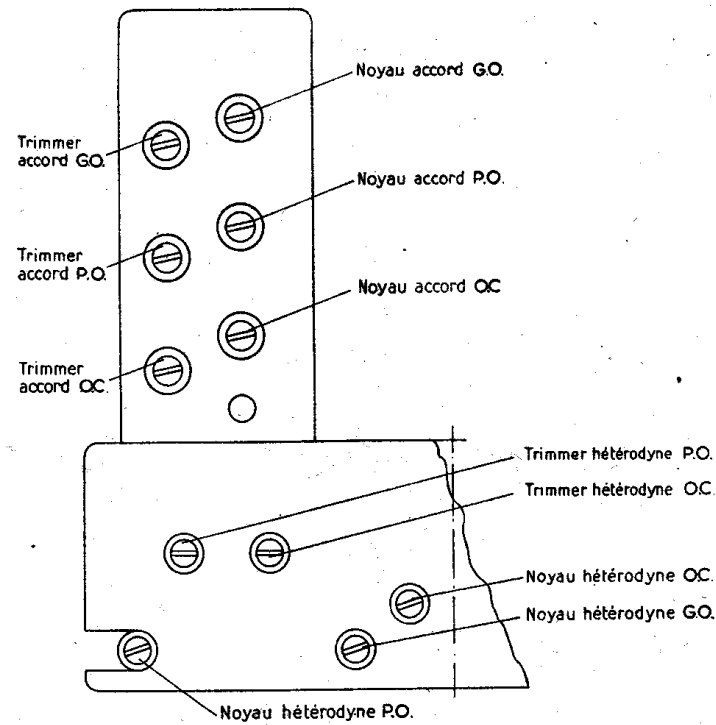 Noyau accord G.O.
Trimmer
accord G.O.
Noyau accord P.O.
Trimmer
accord P.O.
Noyau accord O.C
Trimmer
accord O.C.
Trimmer hétérodyne P.O.
Trimmer hétérodyne O.C.
Noyau hétérodyne O.C.
Noyau hétérodyne G.O.
Noyau hétérodyne P.O.